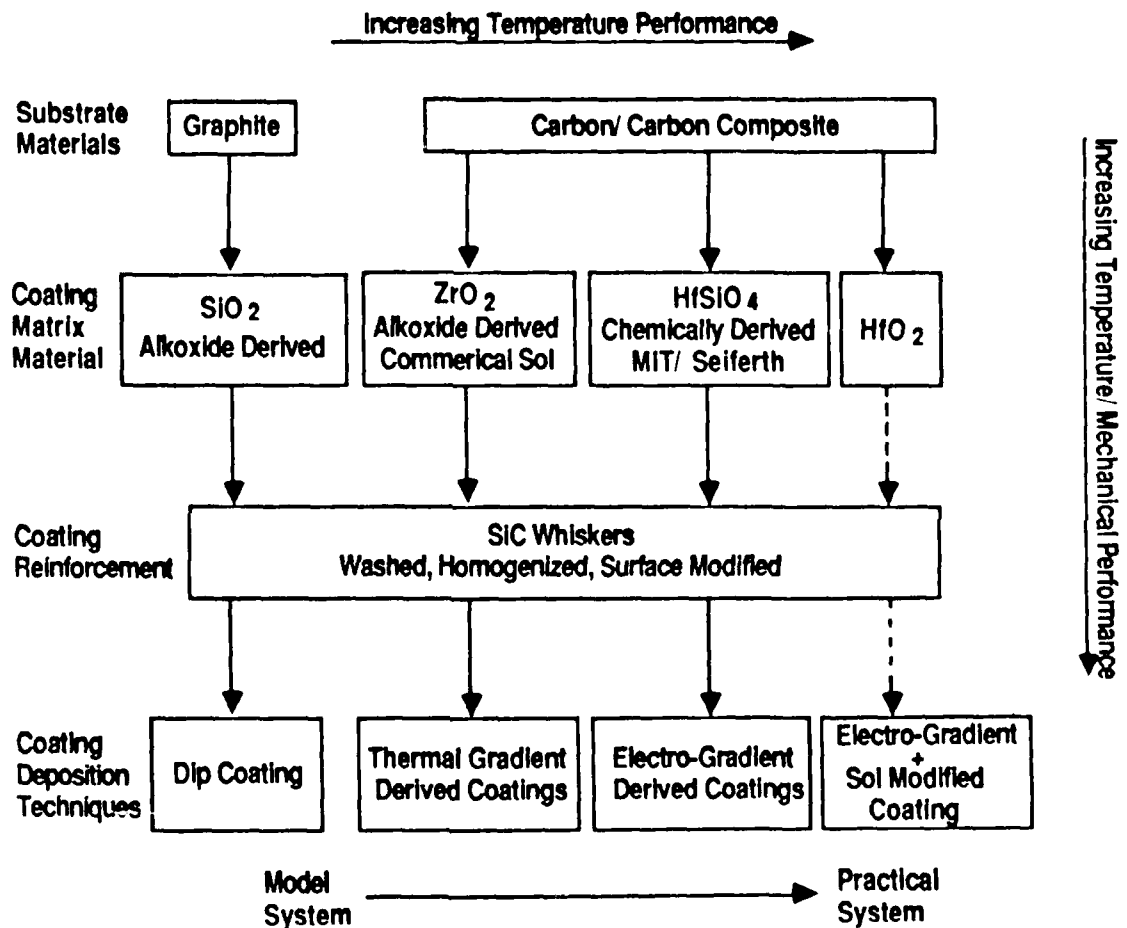 Increasing Temperature Performance
Substrate
Materials
Graphite
Carbon/ Carbon Composite
Increasing Temperature/ Mechanical Performance
Coating
Matrix
Material
SiO 2
Alkoxide Derived
ZrO 2
Alkoxide Derived
Commerical Sol
HfSiO 4
Chemically Derived
MIT/ Seiferth
HfO 2
Coating
Reinforcement
SiC Whiskers
Washed, Homogenized, Surface Modified
Coating
Deposition
Techniques
Dip Coating
Thermal Gradient
Derived Coatings
Electro-Gradient
Derived Coatings
Electro-Gradient
+
Sol Modified
Coating
Model
System
Practical
System